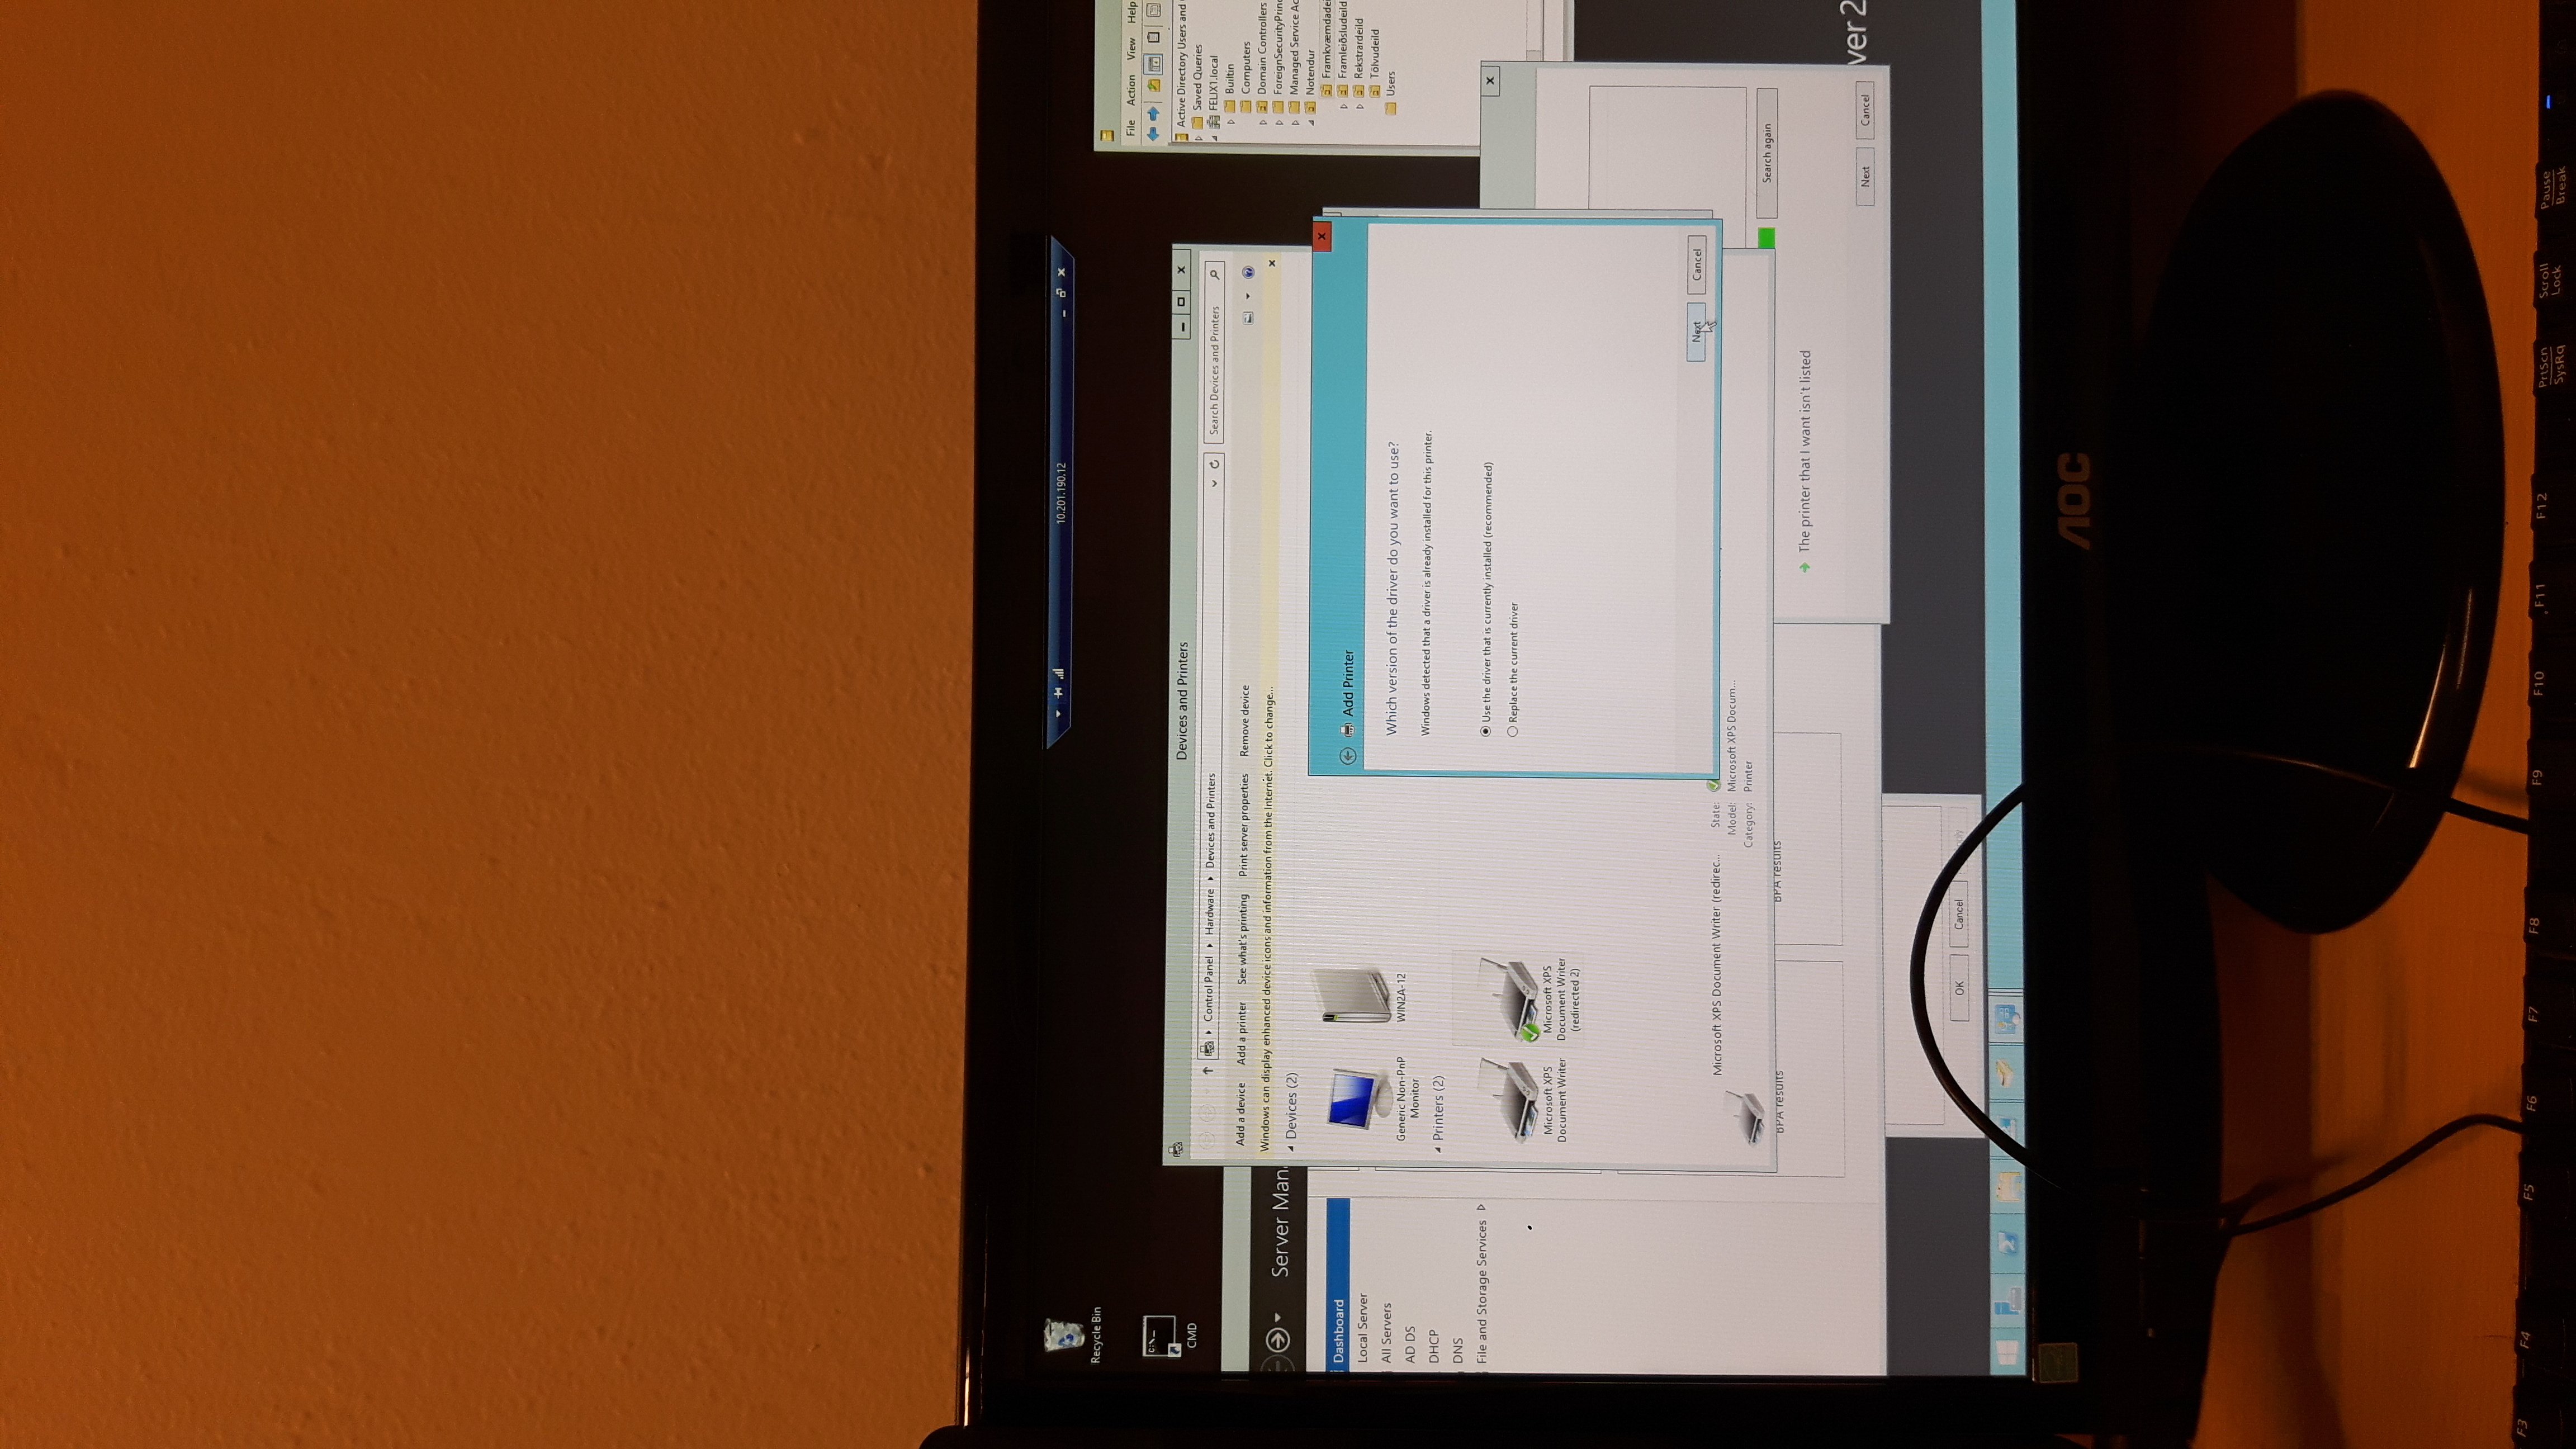 10.201.190.12
Recycle Bin
CMD
Server Man
Dashboard
Local Server
All Servers
AD DS
DHCP
DNS
File and Storage Services
Devices and Printers
Control Panel
Hardware
Devices and Printers
Search Devices and Printers
Add a device
Add a printer
See what's printing
Print server properties
Remove device
Windows can display enhanced device icons and information from the Internet. Click to change...
Devices (2)
Generic Non-PnP
Monitor
WIN2A-12
Printers (2)
Microsoft XPS
Document Writer
Microsoft XPS
Document Writer
(redirected 2)
Microsoft XPS Document Writer (redirec...
State:
Model: Microsoft XPS Docum...
Category: Printer
Add Printer
Which version of the driver do you want to use?
Windows detected that a driver is already installed for this printer.
Use the driver that is currently installed (recommended)
Replace the current driver
Next
Cancel
File Action View Help
Active Directory Users and
Saved Queries
FELIX1.local
Builtin
Computers
Domain Controllers
ForeignSecurityPrinc
Managed Service Ac
Notendur
Framkvæmdadei
Framleiðsludeild
Rekstrardeild
Tölvudeild
Users
BPA results
BPA results
Search again
The printer that I want isn't listed
Next
Cancel
ver 2
OK
Cancel
AOC
F3
F4
F5
F6
F7
F8
F9
F10
F11
F12
PrtScn
SysRq
Scroll
Lock
Pause
Break